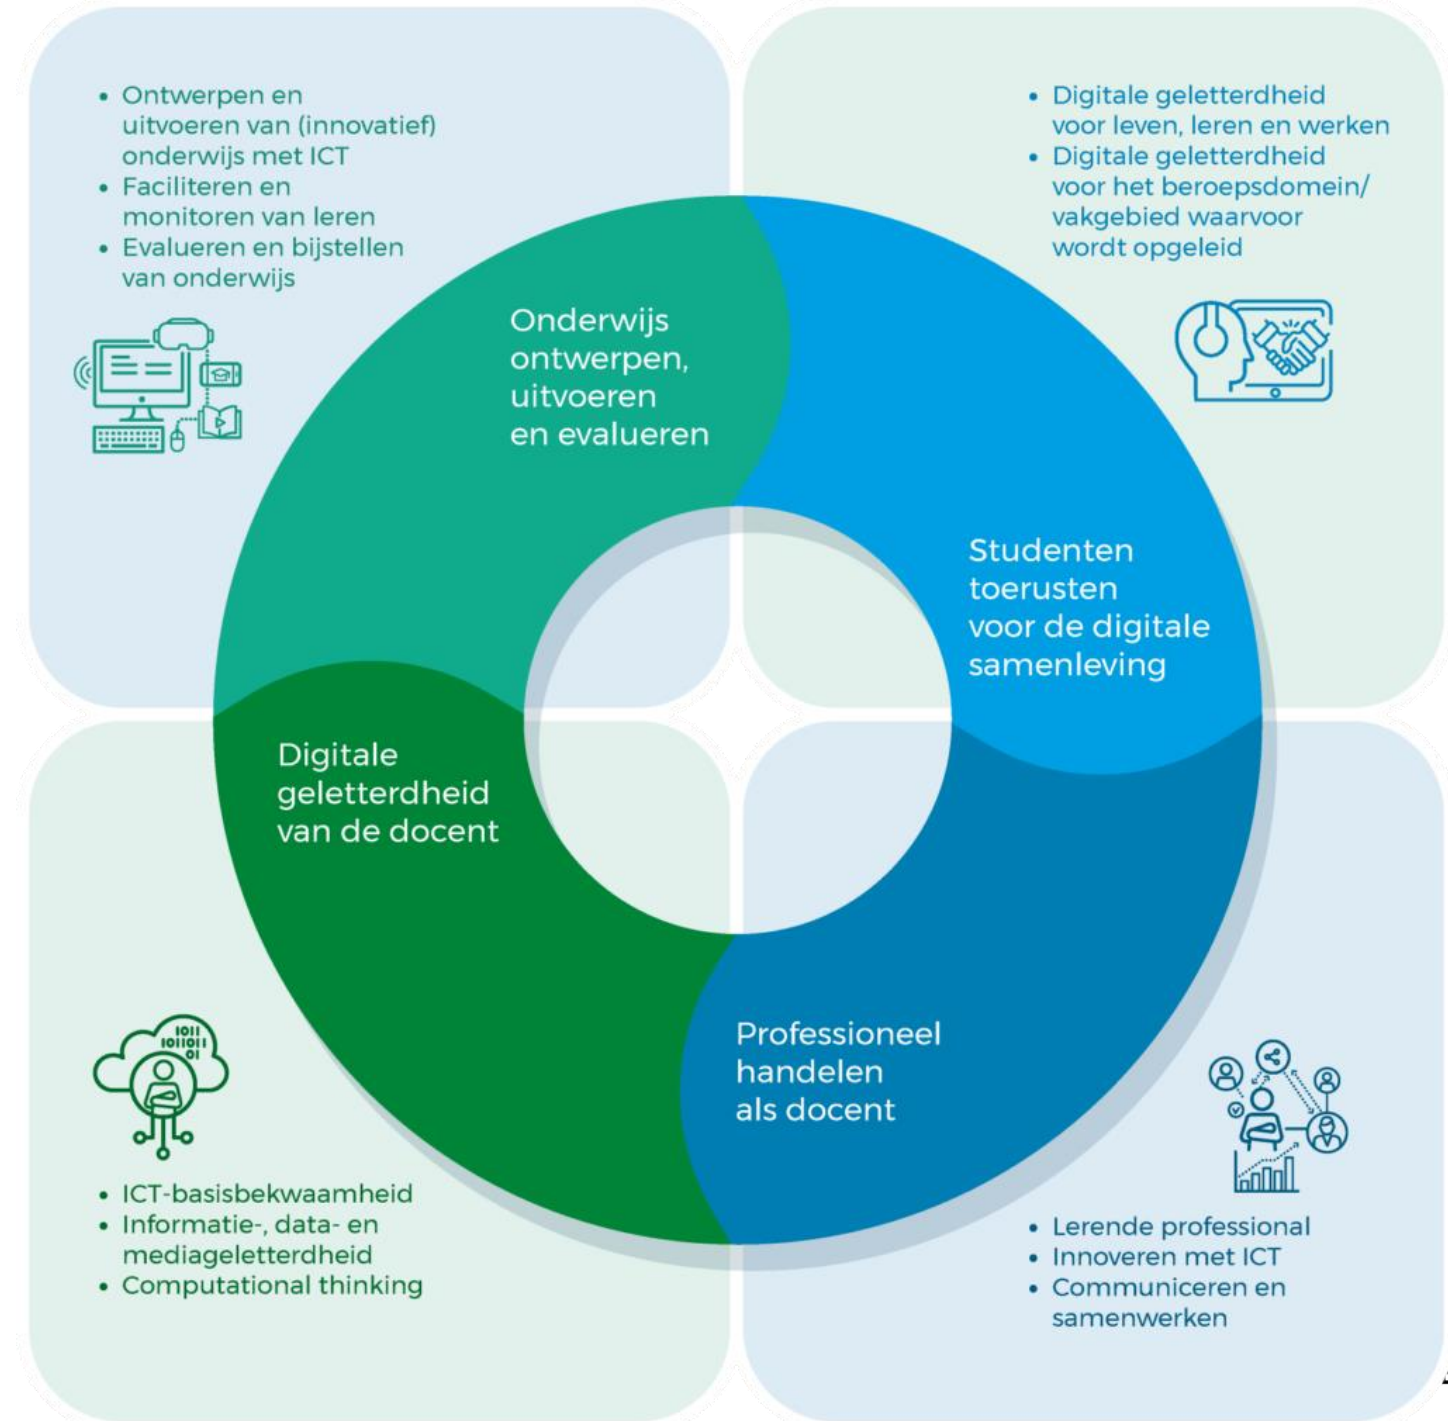 • Ontwerpen en
uitvoeren van (innovatief)
onderwijs met ICT
• Faciliteren en
monitoren van leren
• Evalueren en bijstellen
van onderwijs
• Digitale geletterdheid
voor leven, leren en werken
• Digitale geletterdheid
voor het beroepsdomein/
vakgebied waarvoor
wordt opgeleid
Onderwijs
ontwerpen,
uitvoeren
en evalueren
Studenten
toerusten
voor de digitale
samenleving
Digitale
geletterdheid
van de docent
Professioneel
handelen
als docent
1011
1011011
01
• ICT-basisbekwaamheid
• Informatie-, data- en
mediageletterdheid
• Computational thinking
• Lerende professional
• Innoveren met ICT
• Communiceren en
samenwerken